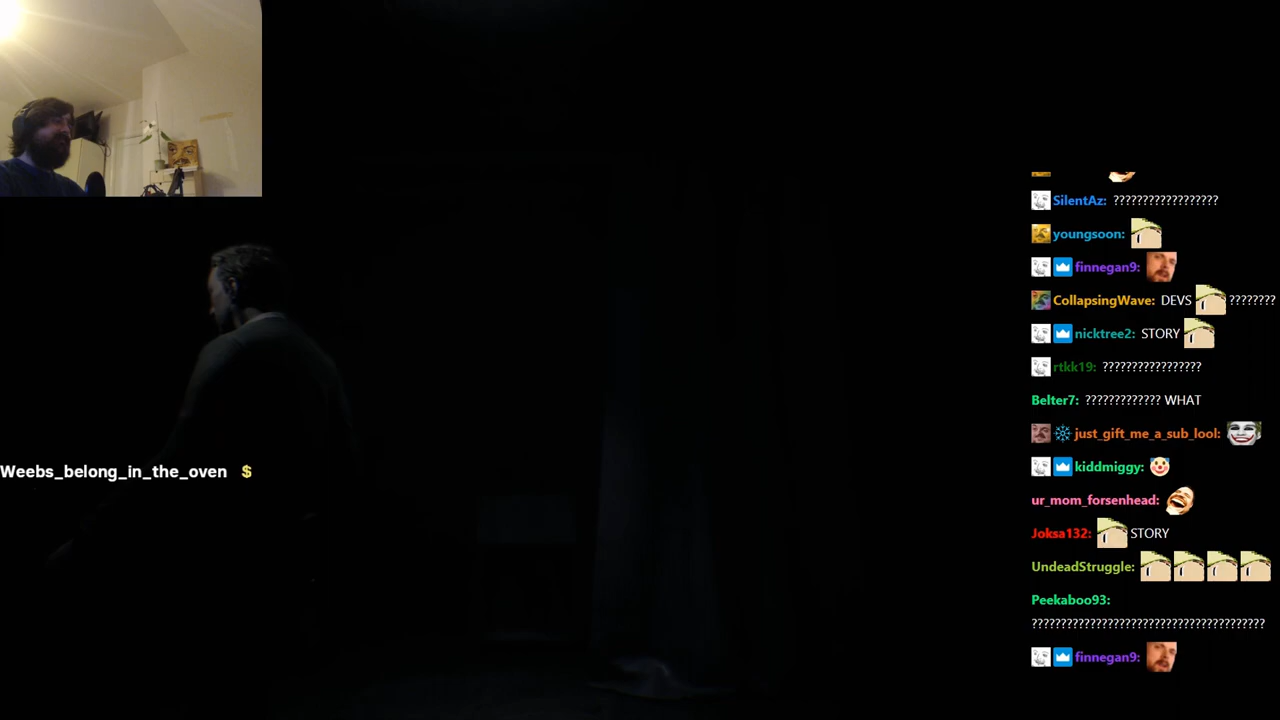 SilentAz: ??????????????????
youngsoon:
finnegan9:
CollapsingWave: DEVS ????????
nicktree2: STORY
rtkk19: ?????????????????
Belter7: ????????????? WHAT
just_gift_me_a_sub_lool:
kiddmiggy:
Weebs_belong_in_the_oven $
ur_mom_forsenhead:
Joksa132: STORY
UndeadStruggle:
Peekaboo93:
????????????????????????????????????????
finnegan9: